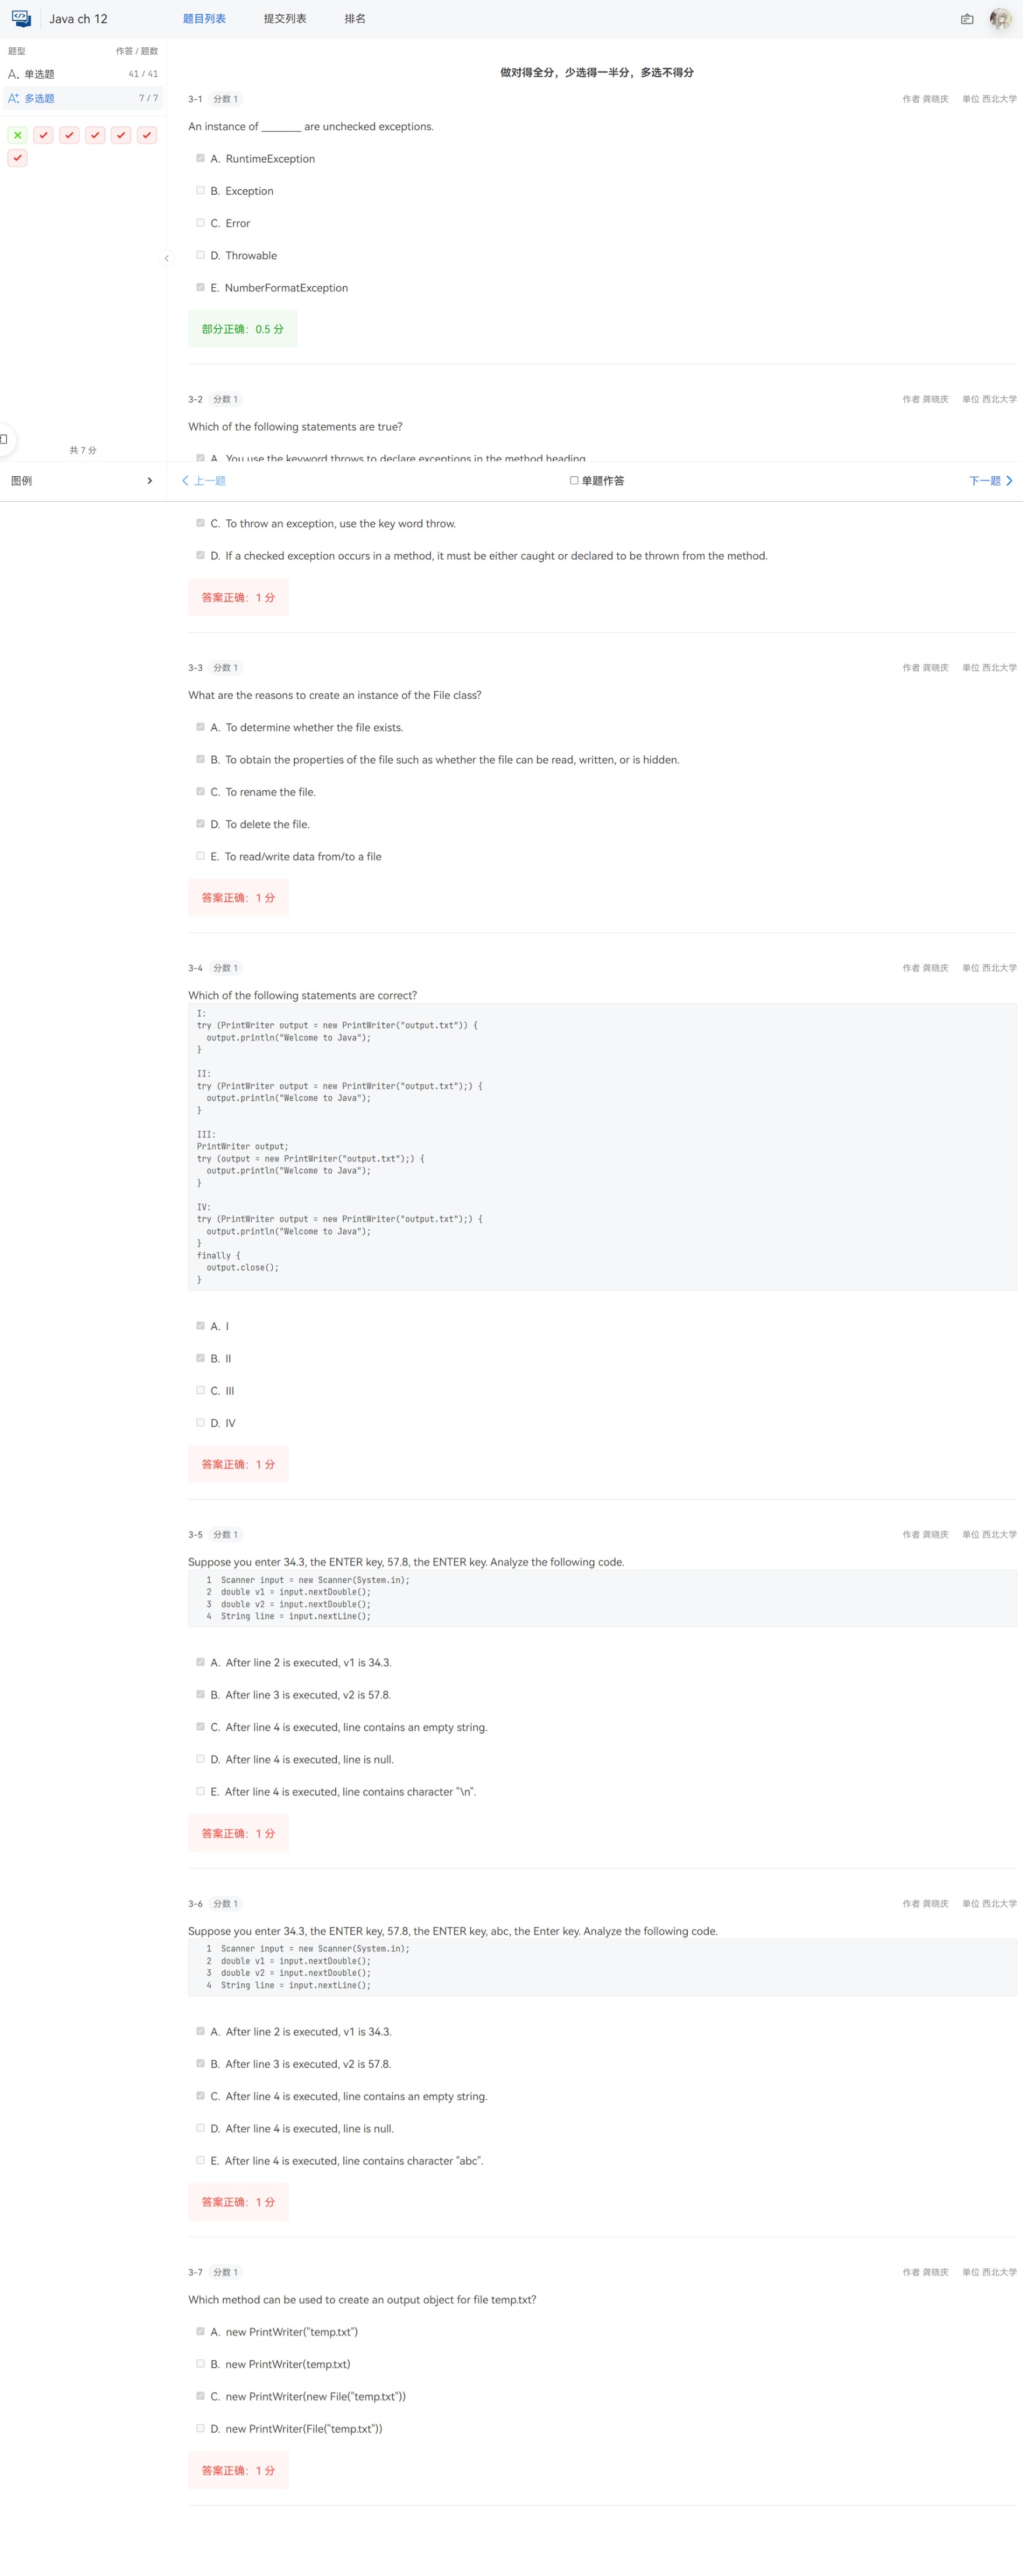 Java ch 12
题目列表
提交列表
排名
题型
作答 / 题数
单选题
41 / 41
多选题
7 / 7
共 7 分
图例
做对得全分，少选得一半分，多选不得分
3-1 分数 1
作者 龚晓庆 单位 西北大学
An instance of _______ are unchecked exceptions.
A. RuntimeException
B. Exception
C. Error
D. Throwable
E. NumberFormatException
部分正确：0.5 分
3-2 分数 1
作者 龚晓庆 单位 西北大学
Which of the following statements are true?
A. You use the keyword throws to declare exceptions in the method heading.
上一题
单题作答
下一题
C. To throw an exception, use the key word throw.
D. If a checked exception occurs in a method, it must be either caught or declared to be thrown from the method.
答案正确：1 分
3-3 分数 1
作者 龚晓庆 单位 西北大学
What are the reasons to create an instance of the File class?
A. To determine whether the file exists.
B. To obtain the properties of the file such as whether the file can be read, written, or is hidden.
C. To rename the file.
D. To delete the file.
E. To read/write data from/to a file
答案正确：1 分
3-4 分数 1
作者 龚晓庆 单位 西北大学
Which of the following statements are correct?
I:
try (PrintWriter output = new PrintWriter("output.txt")) {
  output.println("Welcome to Java");
}
II:
try (PrintWriter output = new PrintWriter("output.txt");) {
  output.println("Welcome to Java");
}
III:
PrintWriter output;
try (output = new PrintWriter("output.txt");) {
  output.println("Welcome to Java");
}
IV:
try (PrintWriter output = new PrintWriter("output.txt");) {
  output.println("Welcome to Java");
}
finally {
  output.close();
}
A. I
B. II
C. III
D. IV
答案正确：1 分
3-5 分数 1
作者 龚晓庆 单位 西北大学
Suppose you enter 34.3, the ENTER key, 57.8, the ENTER key. Analyze the following code.
1 Scanner input = new Scanner(System.in);
2 double v1 = input.nextDouble();
3 double v2 = input.nextDouble();
4 String line = input.nextLine();
A. After line 2 is executed, v1 is 34.3.
B. After line 3 is executed, v2 is 57.8.
C. After line 4 is executed, line contains an empty string.
D. After line 4 is executed, line is null.
E. After line 4 is executed, line contains character "\n".
答案正确：1 分
3-6 分数 1
作者 龚晓庆 单位 西北大学
Suppose you enter 34.3, the ENTER key, 57.8, the ENTER key, abc, the Enter key. Analyze the following code.
1 Scanner input = new Scanner(System.in);
2 double v1 = input.nextDouble();
3 double v2 = input.nextDouble();
4 String line = input.nextLine();
A. After line 2 is executed, v1 is 34.3.
B. After line 3 is executed, v2 is 57.8.
C. After line 4 is executed, line contains an empty string.
D. After line 4 is executed, line is null.
E. After line 4 is executed, line contains character "abc".
答案正确：1 分
3-7 分数 1
作者 龚晓庆 单位 西北大学
Which method can be used to create an output object for file temp.txt?
A. new PrintWriter("temp.txt")
B. new PrintWriter(temp.txt)
C. new PrintWriter(new File("temp.txt"))
D. new PrintWriter(File("temp.txt"))
答案正确：1 分